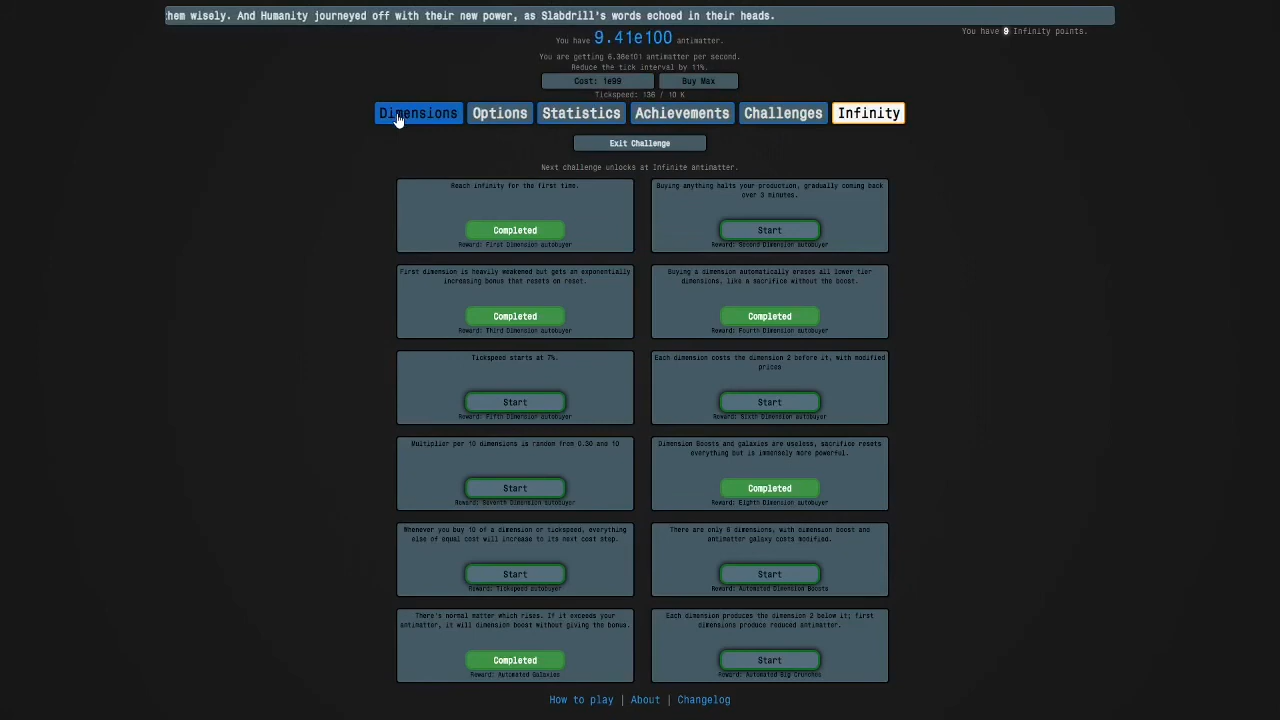 them wisely. And Humanity journeyed off with their new power, as Slabdrill's words echoed in their heads.
You have 9.41e100 antimatter.
You have 9 Infinity points.
You are getting 6.38e101 antimatter per second.
Reduce the tick interval by 11%.
Cost: 1e99
Buy Max
Tickspeed: 136 / 10 K
Dimensions
Options
Statistics
Achievements
Challenges
Infinity
Exit Challenge
Next challenge unlocks at Infinite antimatter.
Reach infinity for the first time.
Completed
Reward: First Dimension autobuyer
Buying anything halts your production, gradually coming back
over 3 minutes.
Start
Reward: Second Dimension autobuyer
First dimension is heavily weakened but gets an exponentially
increasing bonus that resets on reset.
Completed
Reward: Third Dimension autobuyer
Buying a dimension automatically erases all lower tier
dimensions, like a sacrifice without the boost.
Completed
Reward: Fourth Dimension autobuyer
Tickspeed starts at 7%.
Start
Reward: Fifth Dimension autobuyer
Each dimension costs the dimension 2 before it, with modified
prices
Start
Reward: Sixth Dimension autobuyer
Multiplier per 10 dimensions is random from 0.30 and 10
Start
Reward: Seventh Dimension autobuyer
Dimension Boosts and galaxies are useless, sacrifice resets
everything but is immensely more powerful.
Completed
Reward: Eighth Dimension autobuyer
Whenever you buy 10 of a dimension or tickspeed, everything
else of equal cost will increase to its next cost step.
Start
Reward: Tickspeed autobuyer
There are only 6 dimensions, with dimension boost and
antimatter galaxy costs modified.
Start
Reward: Automated Dimension Boosts
There's normal matter which rises. If it exceeds your
antimatter, it will dimension boost without giving the bonus.
Completed
Reward: Automated Galaxies
Each dimension produces the dimension 2 below it; first
dimensions produce reduced antimatter.
Start
Reward: Automated Big Crunches
How to play | About | Changelog